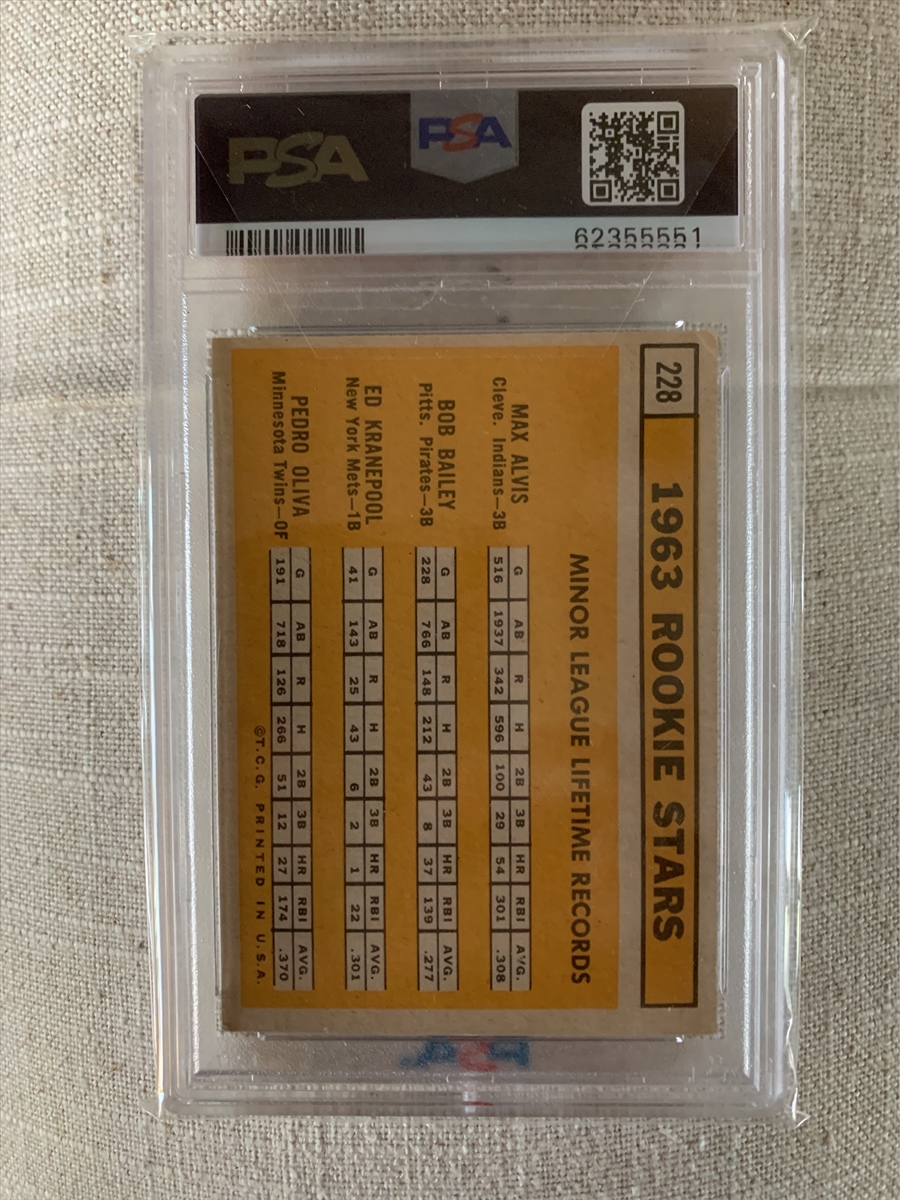 PSA
PSA
62355551
228
1963 ROOKIE STARS
MINOR LEAGUE LIFETIME RECORDS
MAX ALVIS
Cleve. Indians—3B
G AB R H 2B 3B HR RBI AVG.
516 1937 342 596 100 29 54 301 .308
BOB BAILEY
Pitts. Pirates—3B
G AB R H 2B 3B HR RBI AVG.
228 766 148 212 43 8 37 139 .277
ED KRANEPOOL
New York Mets—1B
G AB R H 2B 3B HR RBI AVG.
41 143 25 43 6 2 1 22 .301
PEDRO OLIVA
Minnesota Twins—OF
G AB R H 2B 3B HR RBI AVG.
191 718 126 266 51 12 27 174 .370
©T.C.G. PRINTED IN U.S.A.
PSA